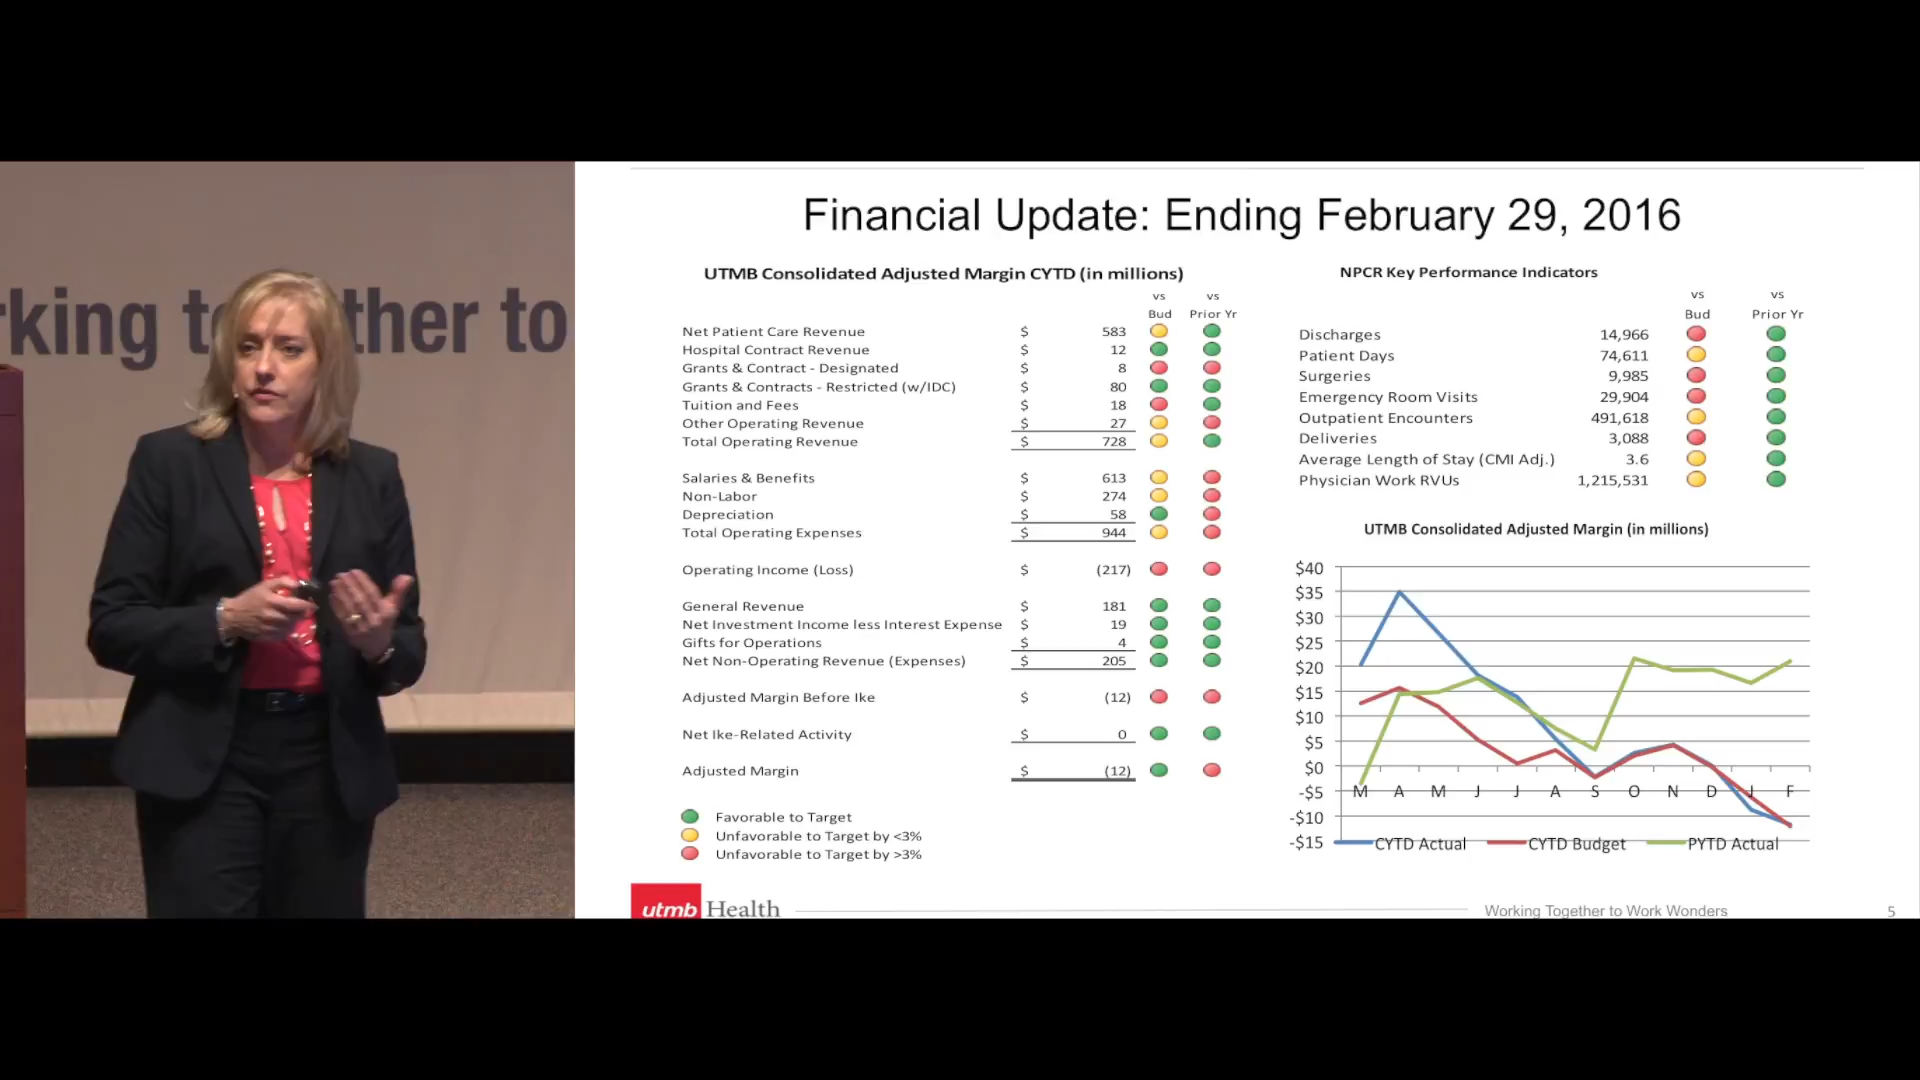 rking t ther to
Financial Update: Ending February 29, 2016
UTMB Consolidated Adjusted Margin CYTD (in millions)
vs Bud vs Prior Yr
Net Patient Care Revenue $ 583
Hospital Contract Revenue $ 12
Grants & Contract - Designated $ 8
Grants & Contracts - Restricted (w/IDC) $ 80
Tuition and Fees $ 18
Other Operating Revenue $ 27
Total Operating Revenue $ 728
Salaries & Benefits $ 613
Non-Labor $ 274
Depreciation $ 58
Total Operating Expenses $ 944
Operating Income (Loss) $ (217)
General Revenue $ 181
Net Investment Income less Interest Expense $ 19
Gifts for Operations $ 4
Net Non-Operating Revenue (Expenses) $ 205
Adjusted Margin Before Ike $ (12)
Net Ike-Related Activity $ 0
Adjusted Margin $ (12)
Favorable to Target
Unfavorable to Target by <3%
Unfavorable to Target by >3%
NPCR Key Performance Indicators
vs Bud vs Prior Yr
Discharges 14,966
Patient Days 74,611
Surgeries 9,985
Emergency Room Visits 29,904
Outpatient Encounters 491,618
Deliveries 3,088
Average Length of Stay (CMI Adj.) 3.6
Physician Work RVUs 1,215,531
UTMB Consolidated Adjusted Margin (in millions)
$40
$35
$30
$25
$20
$15
$10
$5
$0
-$5
-$10
-$15
M A M J J A S O N D J F
CYTD Actual CYTD Budget PYTD Actual
utmb Health
Working Together to Work Wonders
5